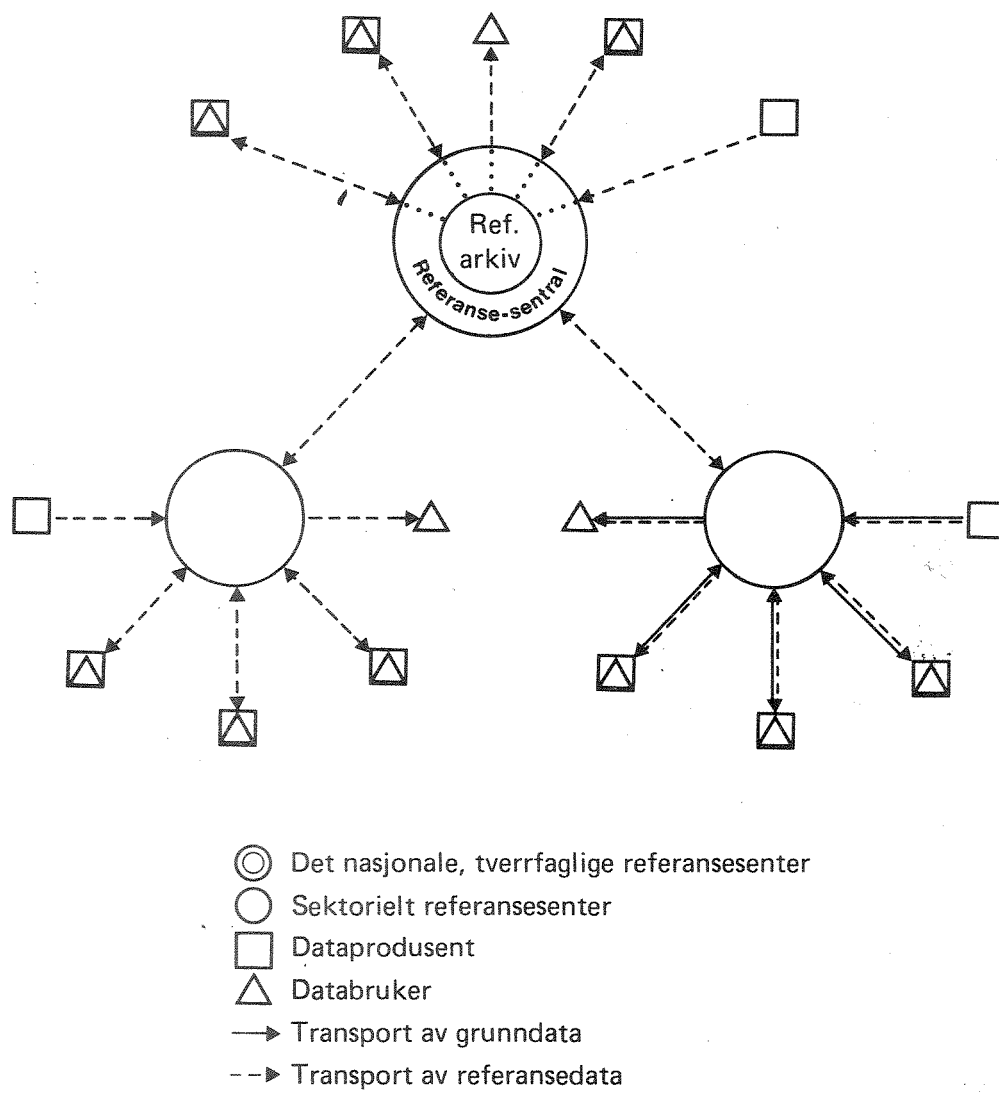 Ref.
arkiv
Referanse-sentral
Det nasjonale, tverrfaglige referansesenter
Sektorielt referansesenter
Dataprodusent
Databruker
Transport av grunndata
Transport av referansedata